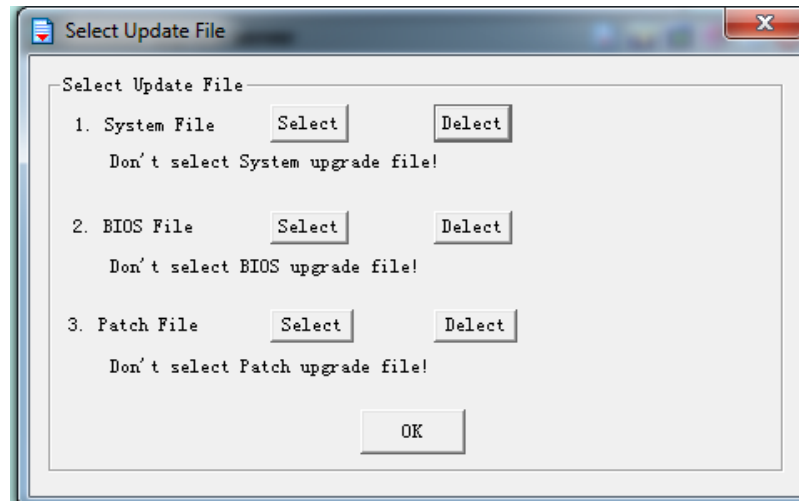 Select Update File
Select Update File
1. System File Select Delect
Don't select System upgrade file!
2. BIOS File Select Delect
Don't select BIOS upgrade file!
3. Patch File Select Delect
Don't select Patch upgrade file!
OK